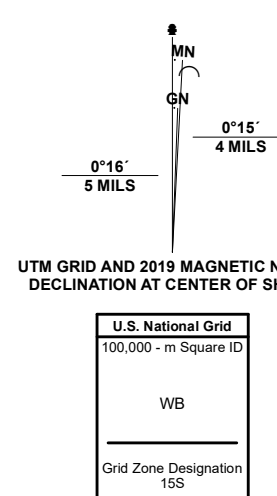 MN
GN
0°15´
4 MILS
0°16´
5 MILS
UTM GRID AND 2019 MAGNETIC N
DECLINATION AT CENTER OF SH
U.S. National Grid
100,000 - m Square ID
WB
Grid Zone Designation
15S